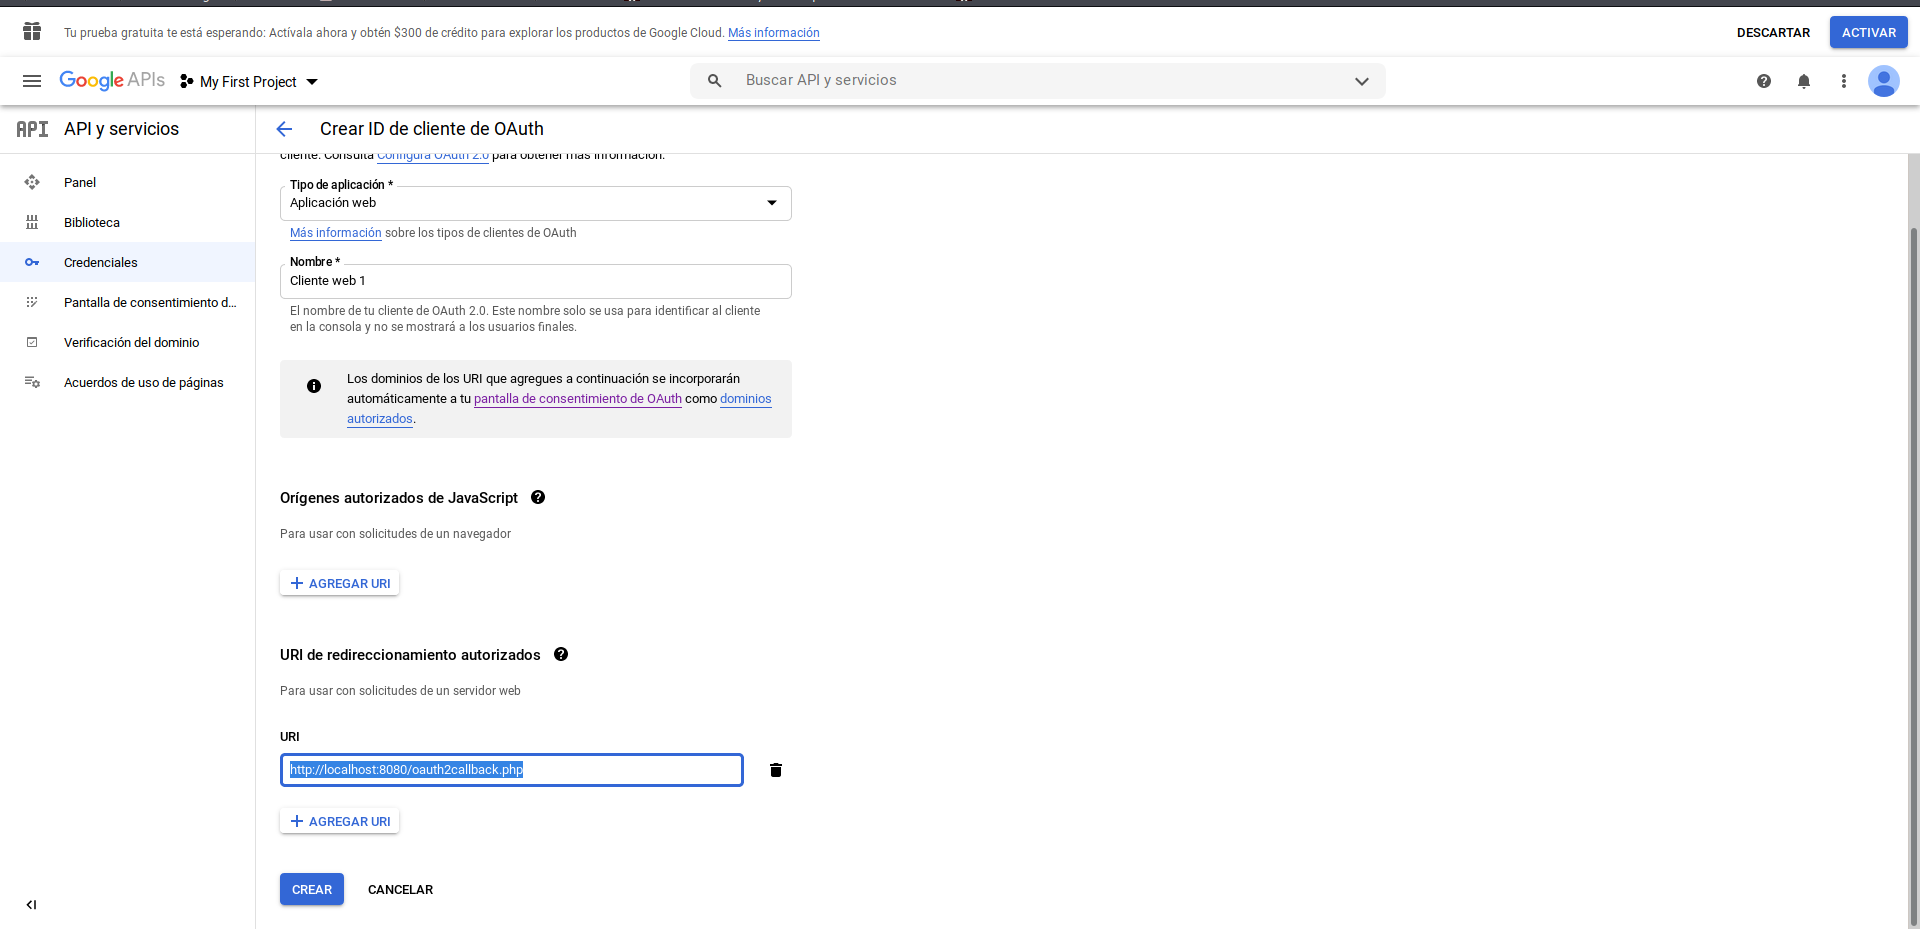 Tu prueba gratuita te está esperando: Actívala ahora y obtén $300 de crédito para explorar los productos de Google Cloud. Más información
DESCARTAR
ACTIVAR
Google APIs
My First Project
Buscar API y servicios
API
API y servicios
Crear ID de cliente de OAuth
Panel
Biblioteca
Credenciales
Pantalla de consentimiento d...
Verificación del dominio
Acuerdos de uso de páginas
cliente. Consulta Configura OAuth 2.0 para obtener más información.
Tipo de aplicación *
Aplicación web
Más información sobre los tipos de clientes de OAuth
Nombre *
Cliente web 1
El nombre de tu cliente de OAuth 2.0. Este nombre solo se usa para identificar al cliente
en la consola y no se mostrará a los usuarios finales.
Los dominios de los URI que agregues a continuación se incorporarán
automáticamente a tu pantalla de consentimiento de OAuth como dominios
autorizados.
Orígenes autorizados de JavaScript
Para usar con solicitudes de un navegador
AGREGAR URI
URI de redireccionamiento autorizados
Para usar con solicitudes de un servidor web
URI
http://localhost:8080/oauth2callback.php
AGREGAR URI
CREAR
CANCELAR